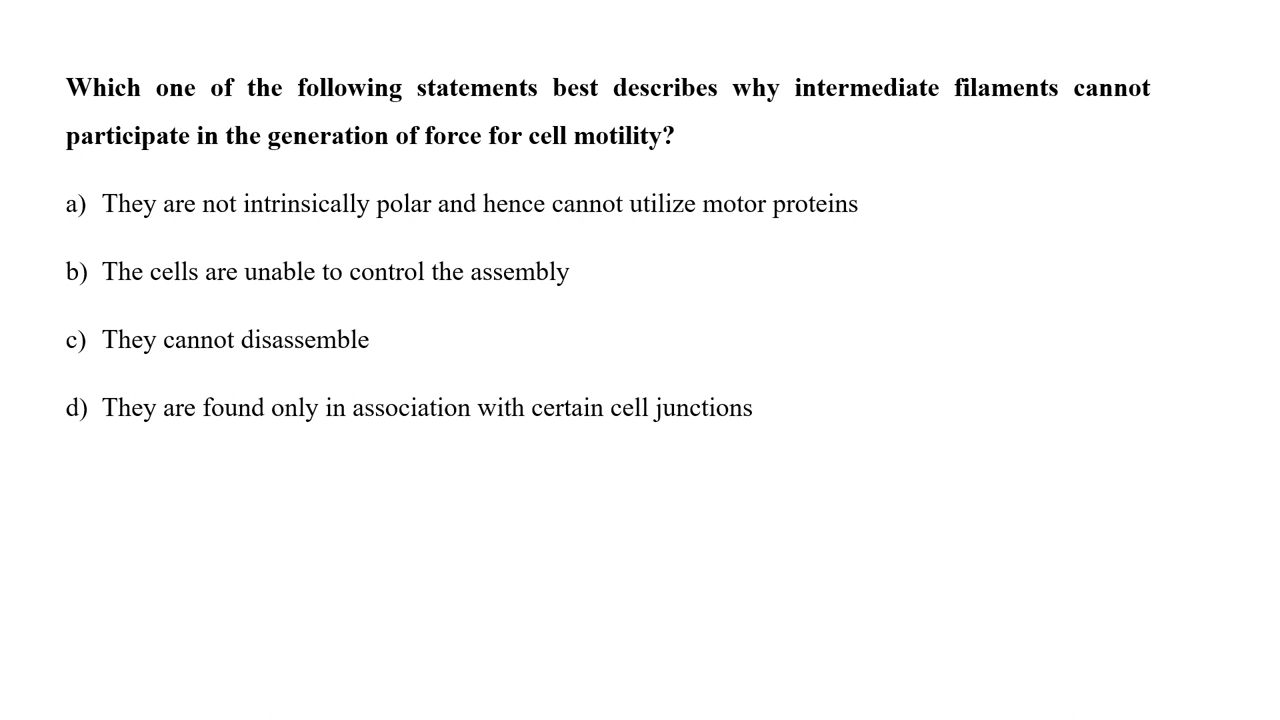 Which one of the following statements best describes why intermediate filaments cannot
participate in the generation of force for cell motility?
a) They are not intrinsically polar and hence cannot utilize motor proteins
b) The cells are unable to control the assembly
c) They cannot disassemble
d) They are found only in association with certain cell junctions